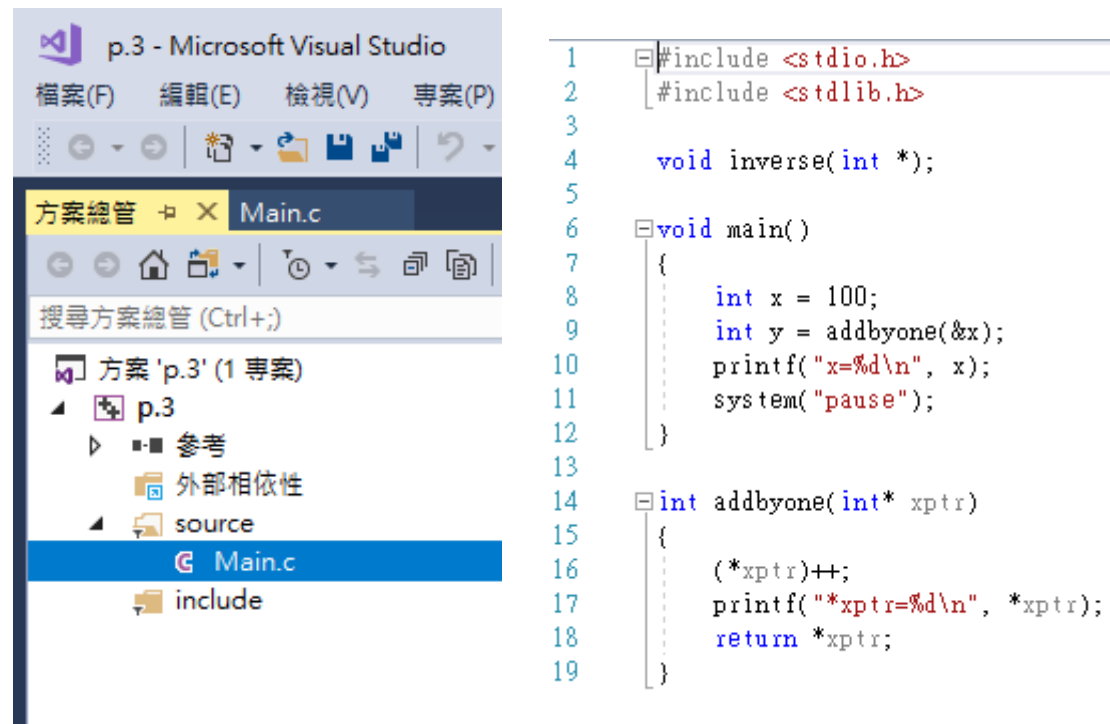 p.3 - Microsoft Visual Studio
檔案(F) 編輯(E) 檢視(V) 專案(P)
方案總管 Main.c
搜尋方案總管 (Ctrl+;)
方案 'p.3' (1 專案)
p.3
參考
外部相依性
source
Main.c
include
1 #include <stdio.h>
2 #include <stdlib.h>
3
4 void inverse(int *);
5
6 void main()
7 {
8 int x = 100;
9 int y = addbyone(&x);
10 printf("x=%d\n", x);
11 system("pause");
12 }
13
14 int addbyone(int* xptr)
15 {
16 (*xptr)++;
17 printf("*xptr=%d\n", *xptr);
18 return *xptr;
19 }